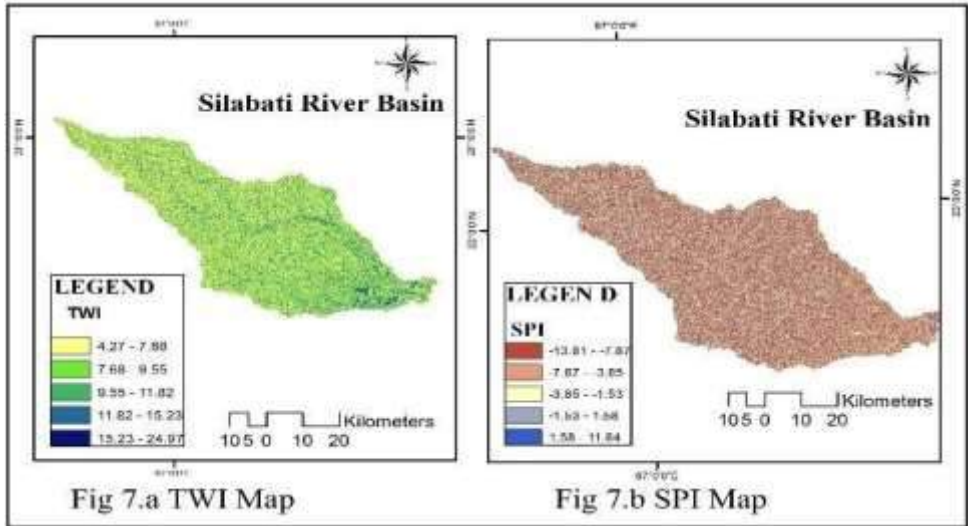 Silabati River Basin
LEGEND
TWI
4.27 - 7.68
7.68 9.55
9.55 - 11.82
11.82 - 15.23
15.23 - 24.97
Kilometers
10 5 0 10 20
Fig 7.a TWI Map
Silabati River Basin
LEGEN D
SPI
-13.81 - -7.87
-7.87 - 3.85
-3.85 - -1.53
-1.53 - 1.58
1.58 - 11.84
Kilometers
10 5 0 10 20
Fig 7.b SPI Map